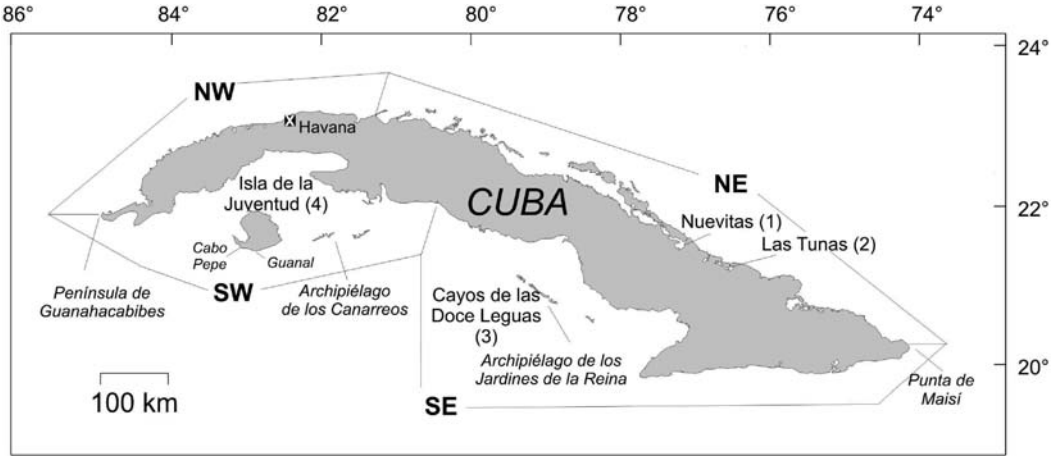 86°
84°
82°
80°
78°
76°
74°
24°
NW
Havana
Isla de la
Juventud (4)
CUBA
NE
22°
Nuevitas (1)
Las Tunas (2)
Cabo
Pepe
Guanal
Península de
Guanahacabibes
SW
Archipiélago
de los Canarreos
Cayos de las
Doce Leguas
(3)
Archipiélago de los
Jardines de la Reina
20°
Punta de
Maisí
100 km
SE